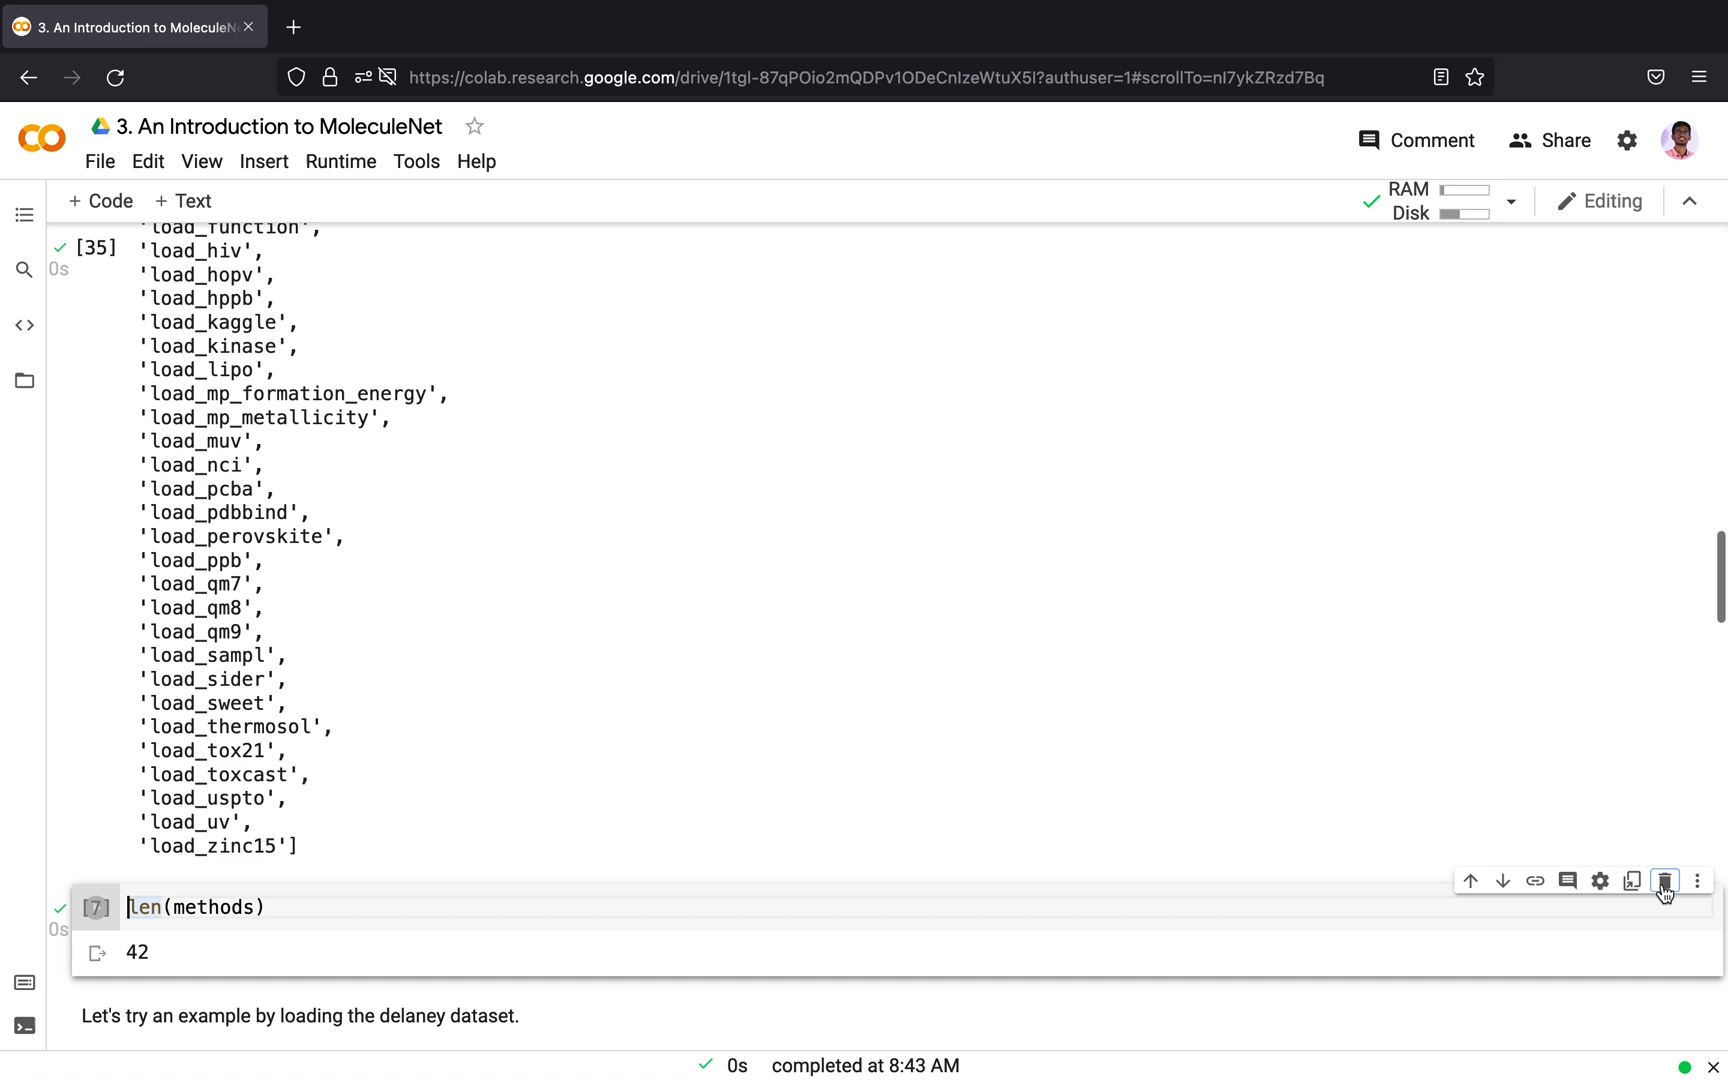 3. An Introduction to MoleculeN
https://colab.research.google.com/drive/1tgl-87qPOio2mQDPv1ODeCnIzeWtuX5l?authuser=1#scrollTo=nI7ykZRzd7Bq
3. An Introduction to MoleculeNet
File Edit View Insert Runtime Tools Help
Comment Share
+ Code + Text
RAM
Disk
Editing
'load_function',
[35] 'load_hiv',
0s
'load_hopv',
'load_hppb',
'load_kaggle',
'load_kinase',
'load_lipo',
'load_mp_formation_energy',
'load_mp_metallicity',
'load_muv',
'load_nci',
'load_pcba',
'load_pdbbind',
'load_perovskite',
'load_ppb',
'load_qm7',
'load_qm8',
'load_qm9',
'load_sampl',
'load_sider',
'load_sweet',
'load_thermosol',
'load_tox21',
'load_toxcast',
'load_uspto',
'load_uv',
'load_zinc15']
[7] len(methods)
0s
42
Let's try an example by loading the delaney dataset.
0s completed at 8:43 AM